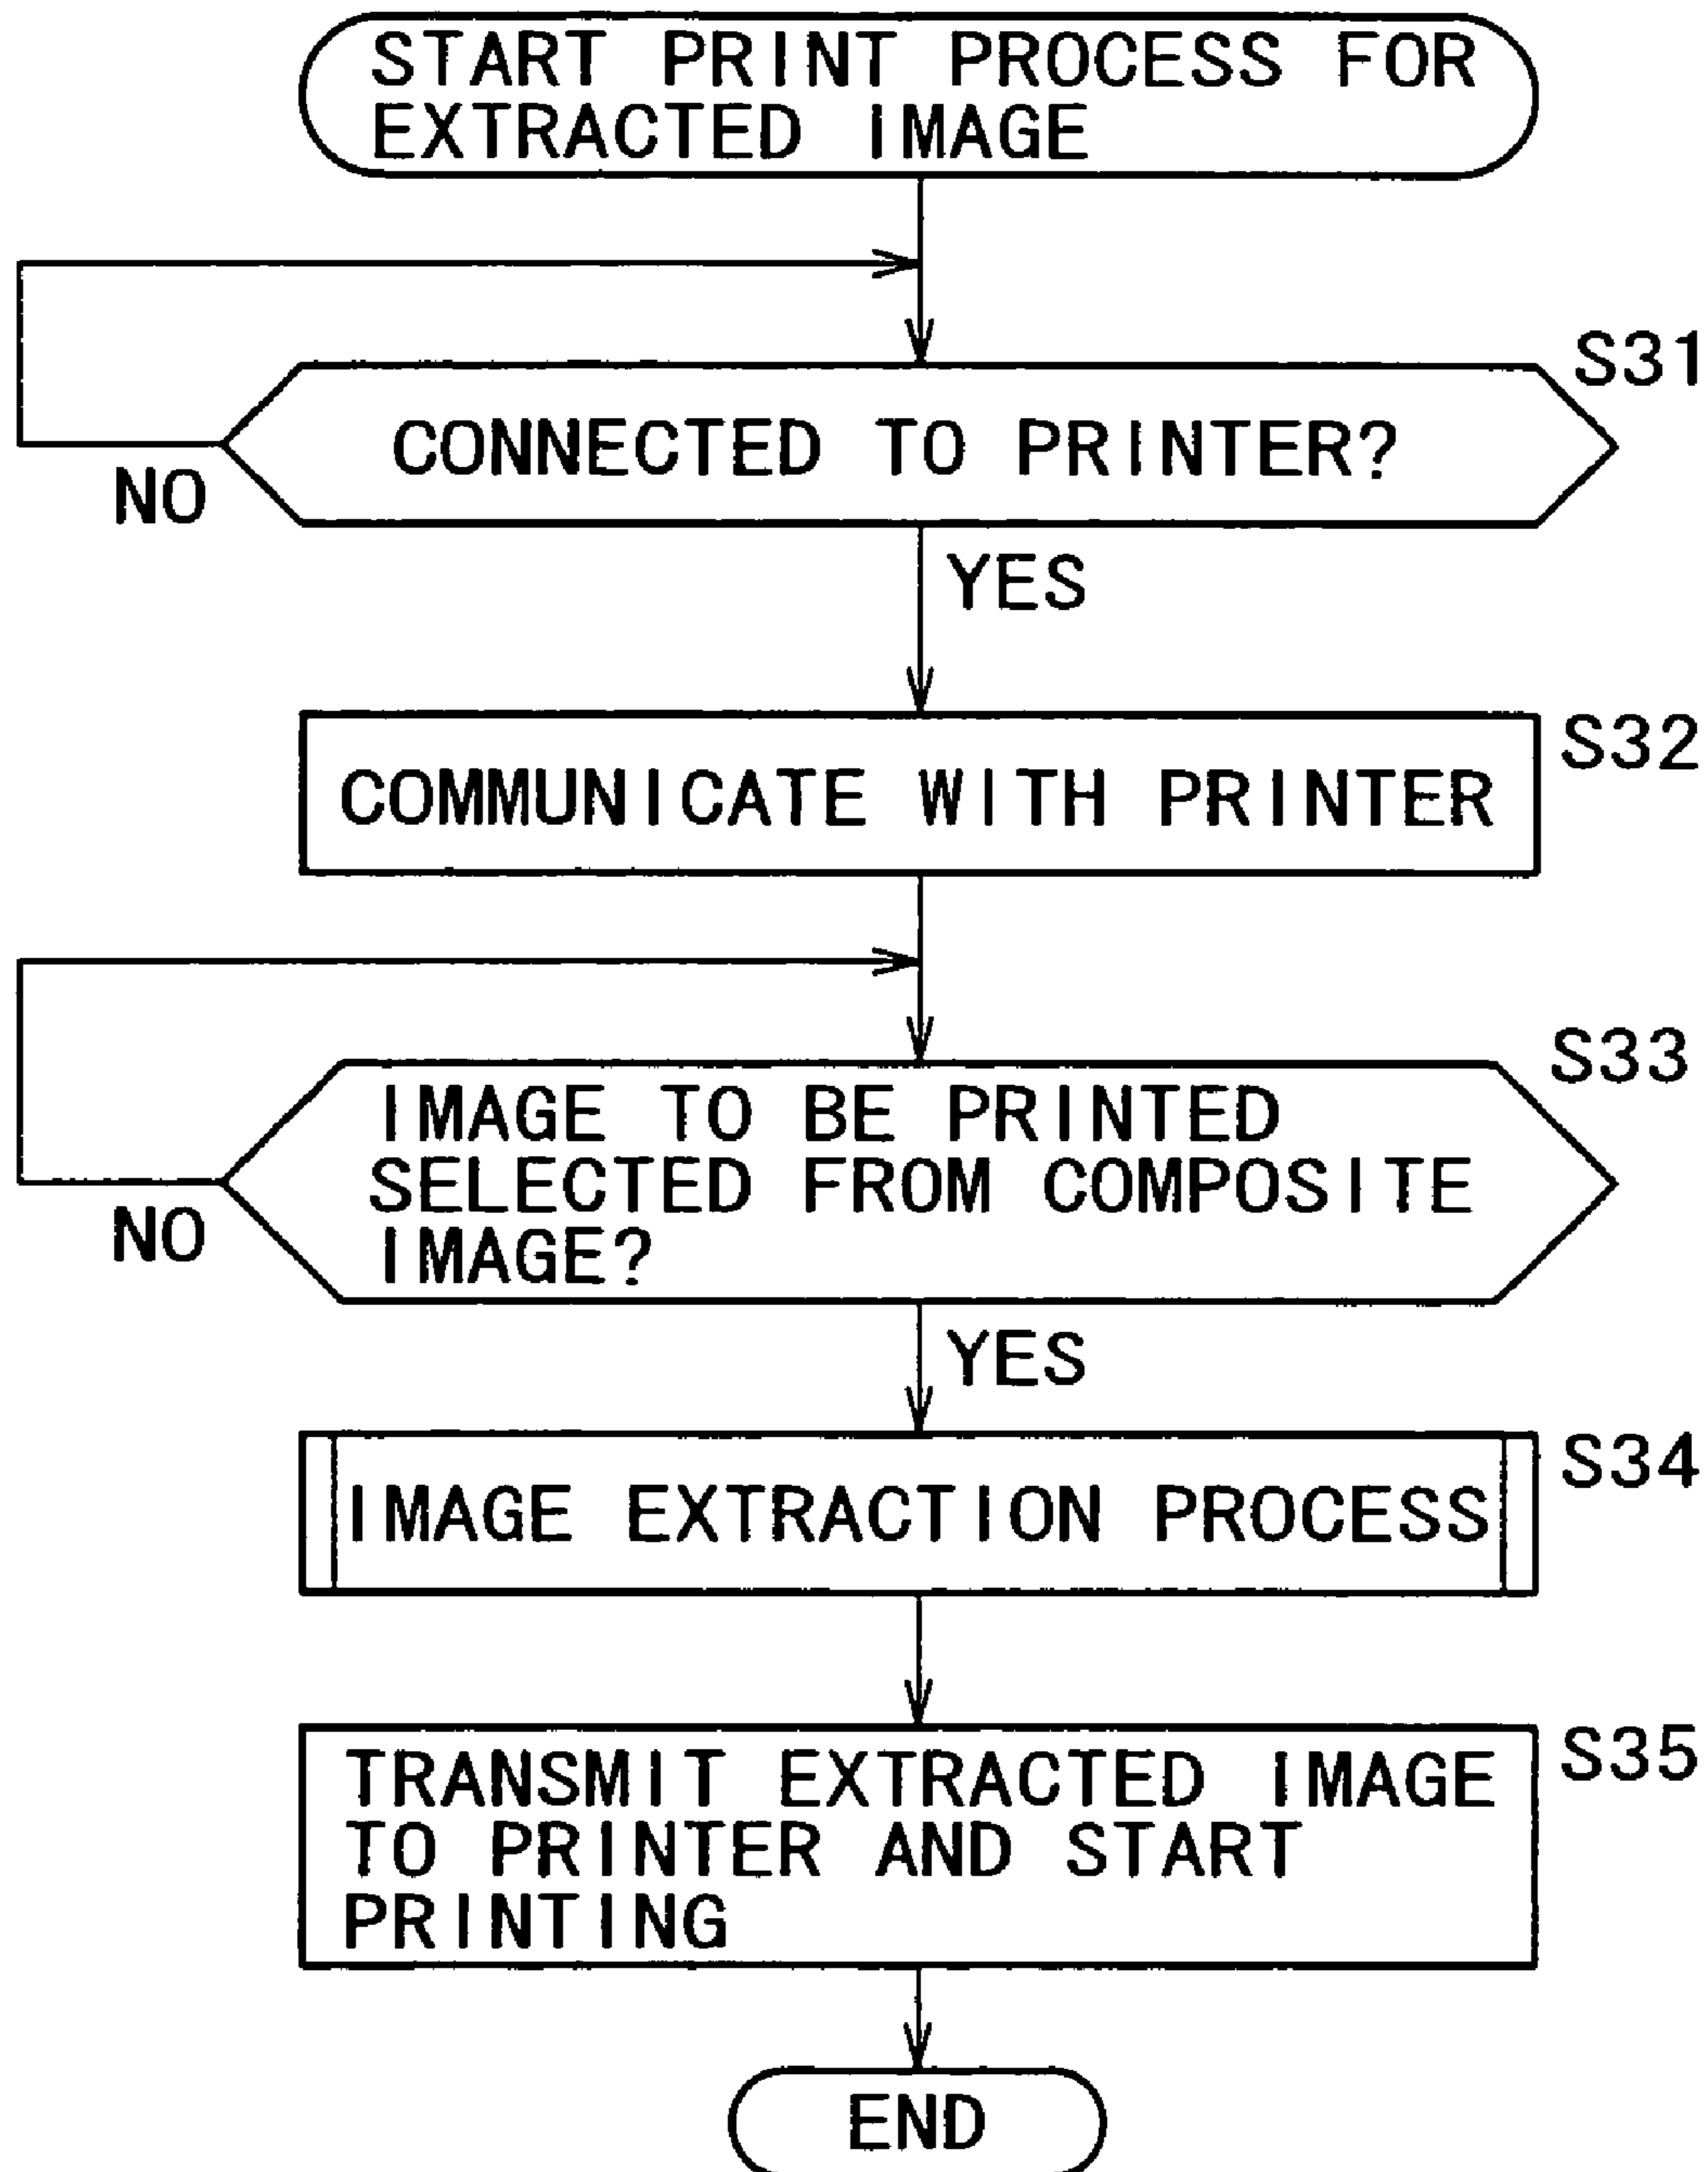 START PRINT PROCESS FOR
EXTRACTED IMAGE
S31
CONNECTED TO PRINTER?
NO
YES
S32
COMMUNICATE WITH PRINTER
S33
IMAGE TO BE PRINTED
SELECTED FROM COMPOSITE
IMAGE?
NO
YES
S34
IMAGE EXTRACTION PROCESS
S35
TRANSMIT EXTRACTED IMAGE
TO PRINTER AND START
PRINTING
END